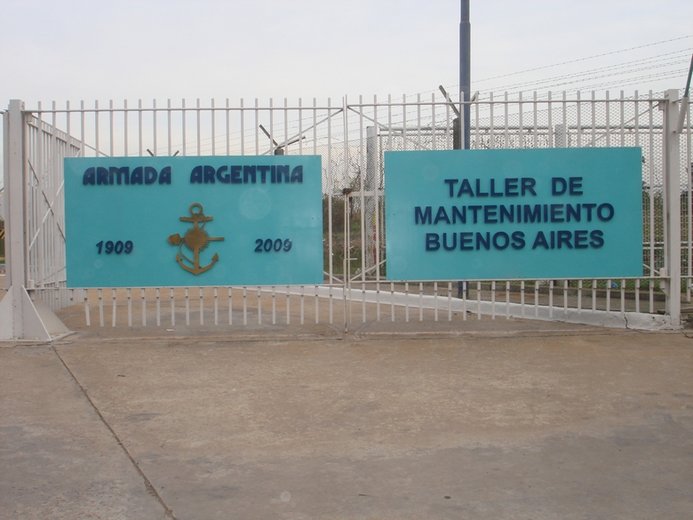 ARMADA ARGENTINA
1909 2009
TALLER DE
MANTENIMIENTO
BUENOS AIRES